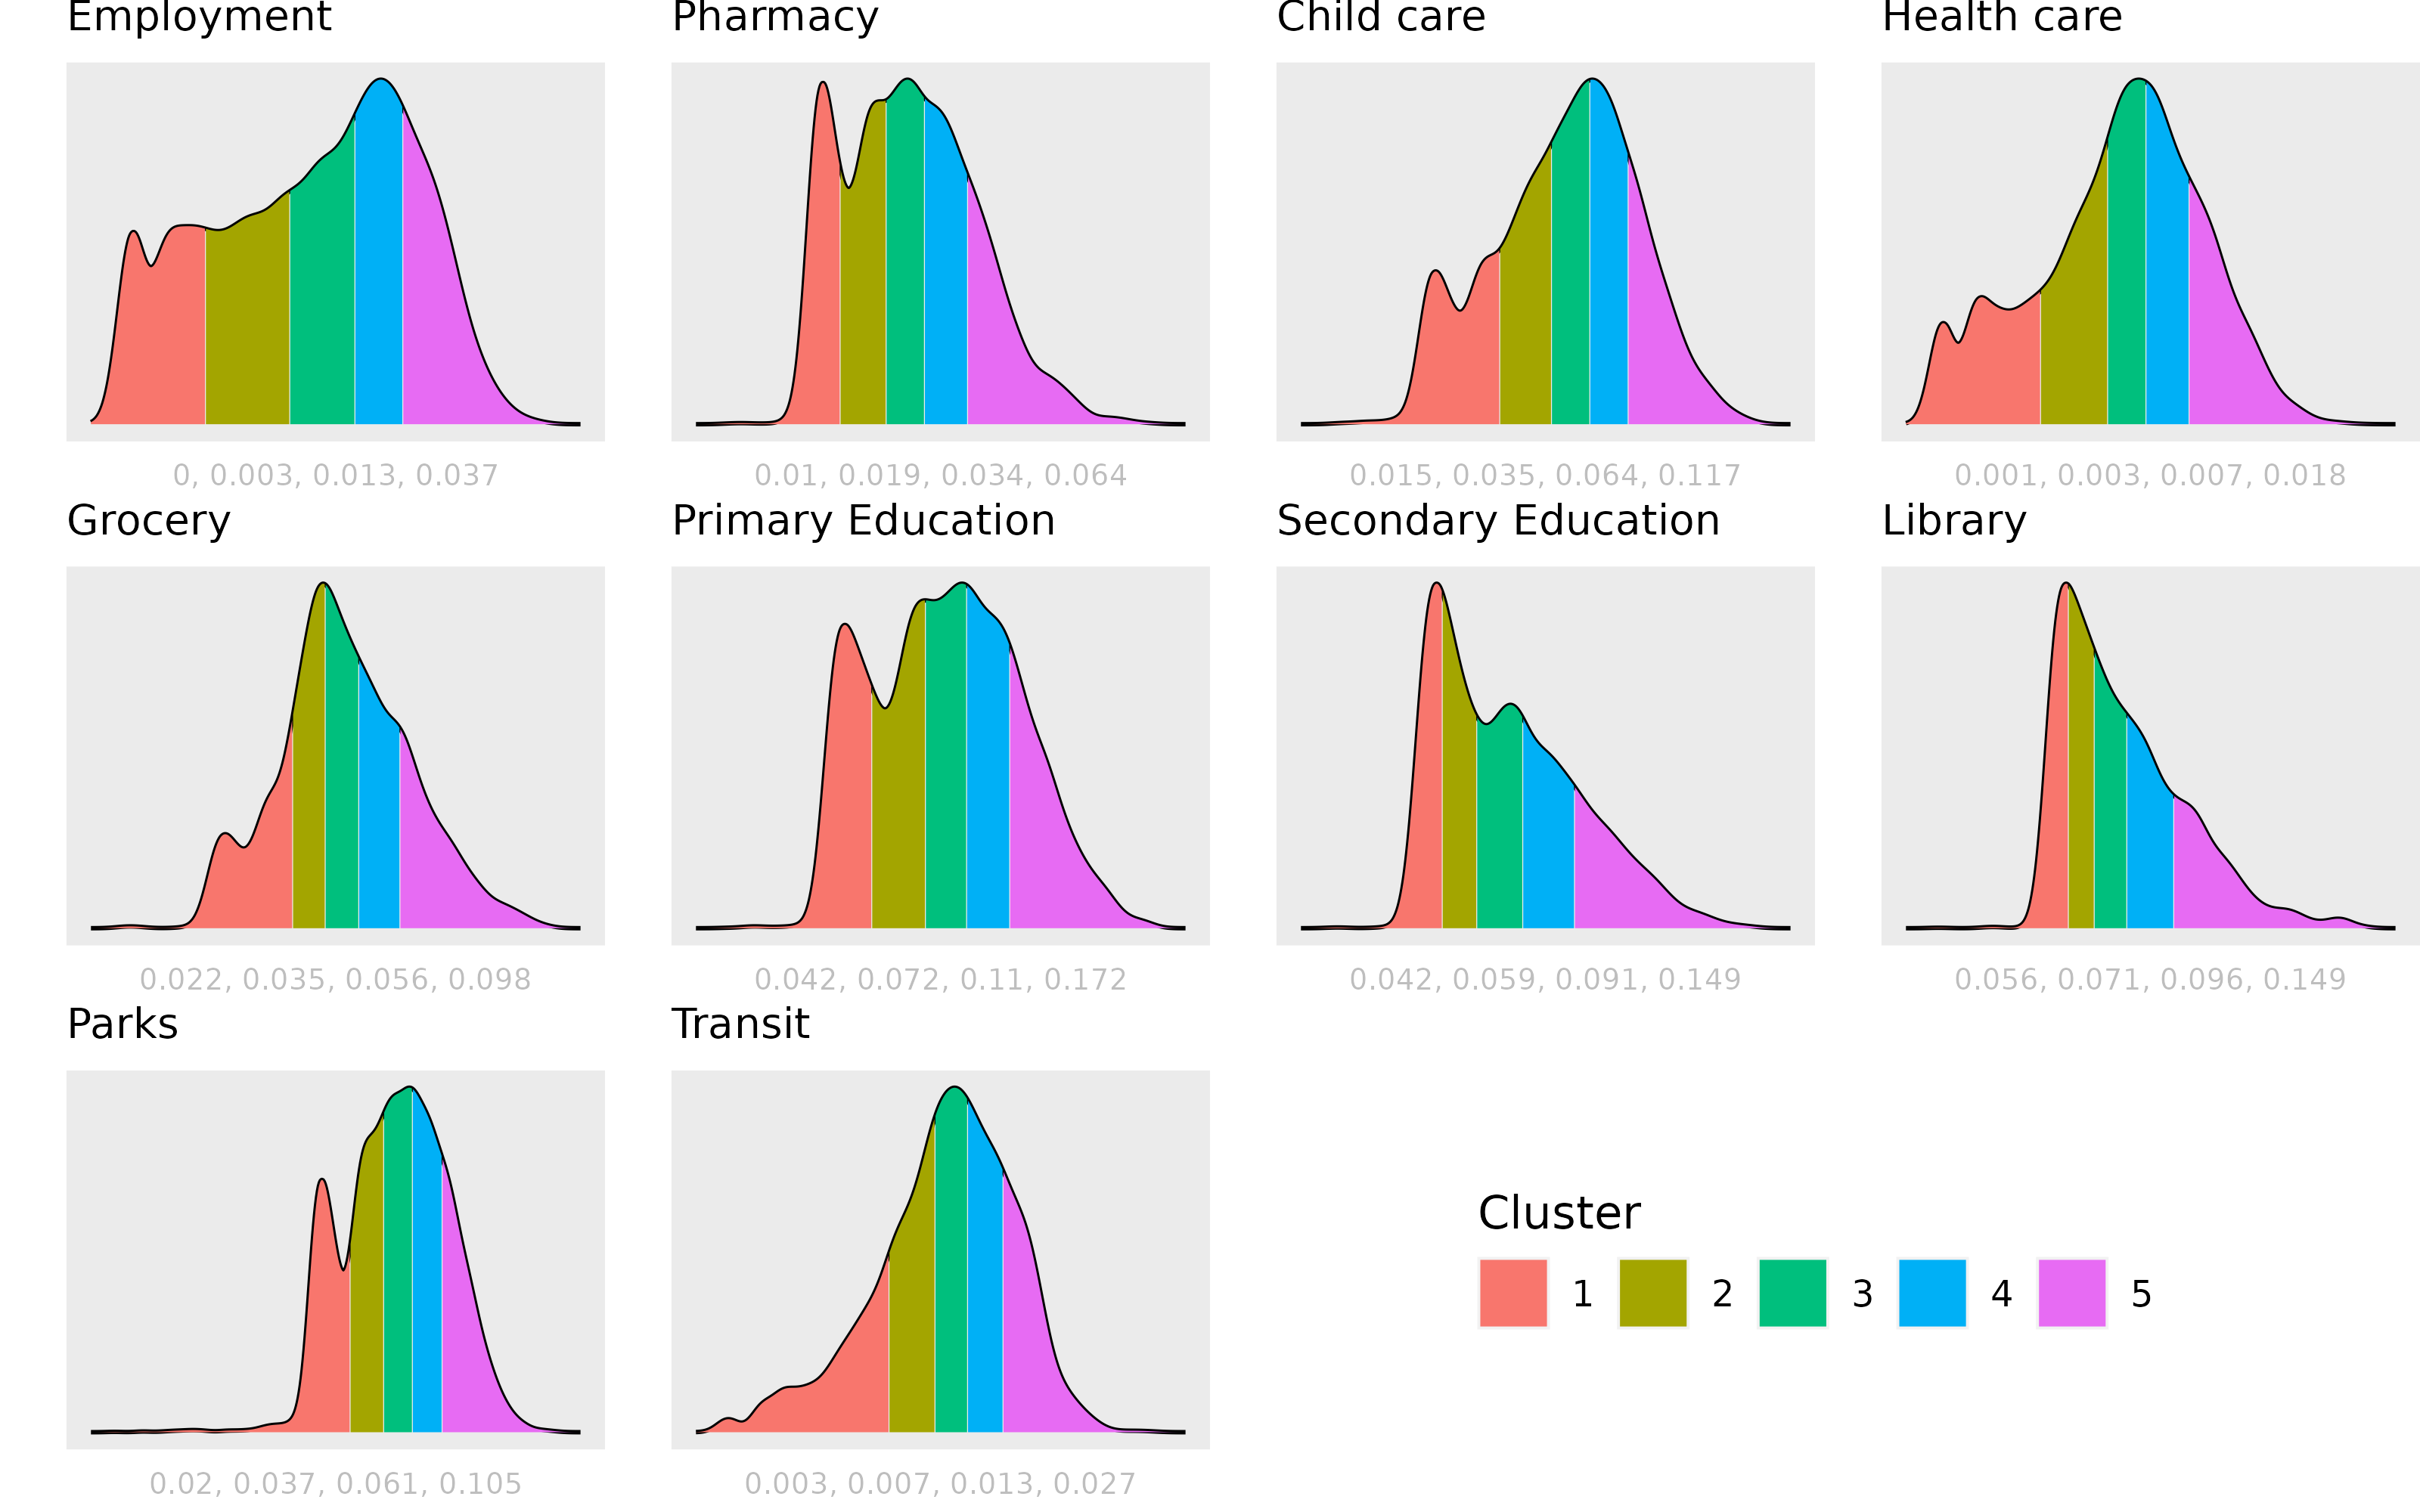 Employment
Pharmacy
Child care
Health care
0, 0.003, 0.013, 0.037
0.01, 0.019, 0.034, 0.064
0.015, 0.035, 0.064, 0.117
0.001, 0.003, 0.007, 0.018
Grocery
Primary Education
Secondary Education
Library
0.022, 0.035, 0.056, 0.098
0.042, 0.072, 0.11, 0.172
0.042, 0.059, 0.091, 0.149
0.056, 0.071, 0.096, 0.149
Parks
Transit
0.02, 0.037, 0.061, 0.105
0.003, 0.007, 0.013, 0.027
Cluster
1 2 3 4 5